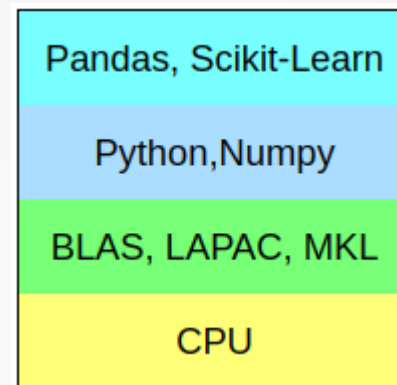 Pandas, Scikit-Learn
Python,Numpy
BLAS, LAPAC, MKL
CPU